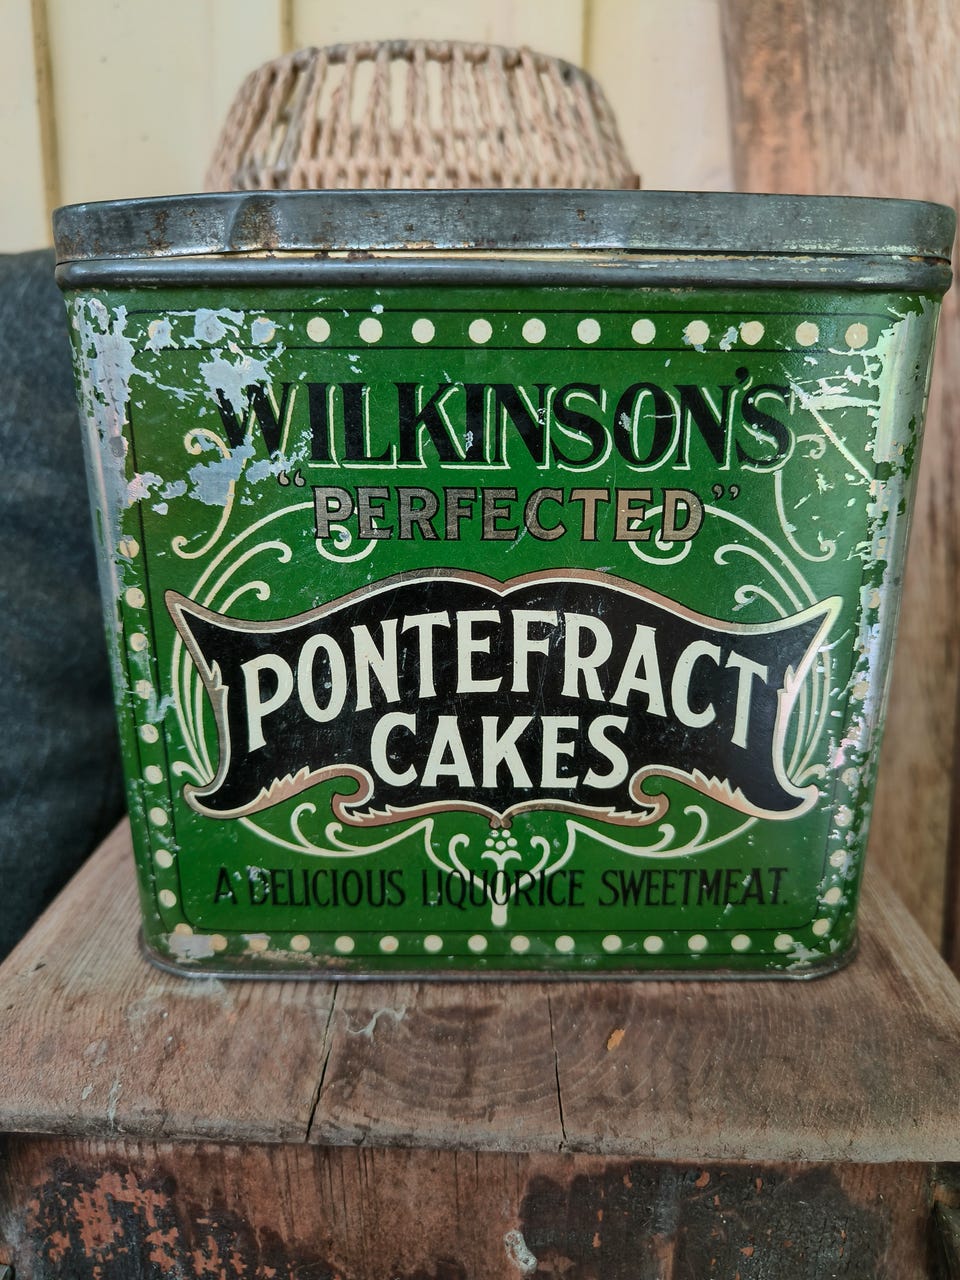 WILKINSON'S
“PERFECTED”
PONTEFRACT
CAKES
A DELICIOUS LIQUORICE SWEETMEAT.